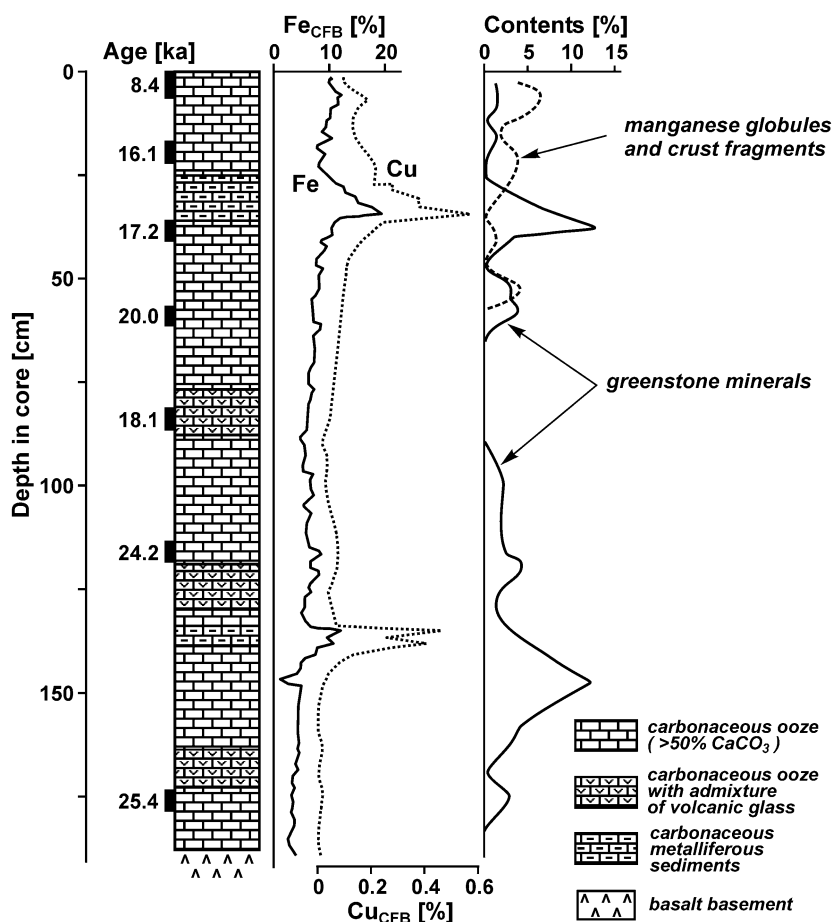 Fe_CFB [%]
Contents [%]
Age [ka]
0 10 20
0 5 10 15
0
8.4
manganese globules
and crust fragments
16.1
Fe
Cu
17.2
50
20.0
greenstone minerals
18.1
Depth in core [cm]
100
24.2
150
carbonaceous ooze
( >50% CaCO₃ )
carbonaceous ooze
with admixture
of volcanic glass
25.4
carbonaceous
metalliferous
sediments
0 0.2 0.4 0.6
Cu_CFB [%]
basalt basement